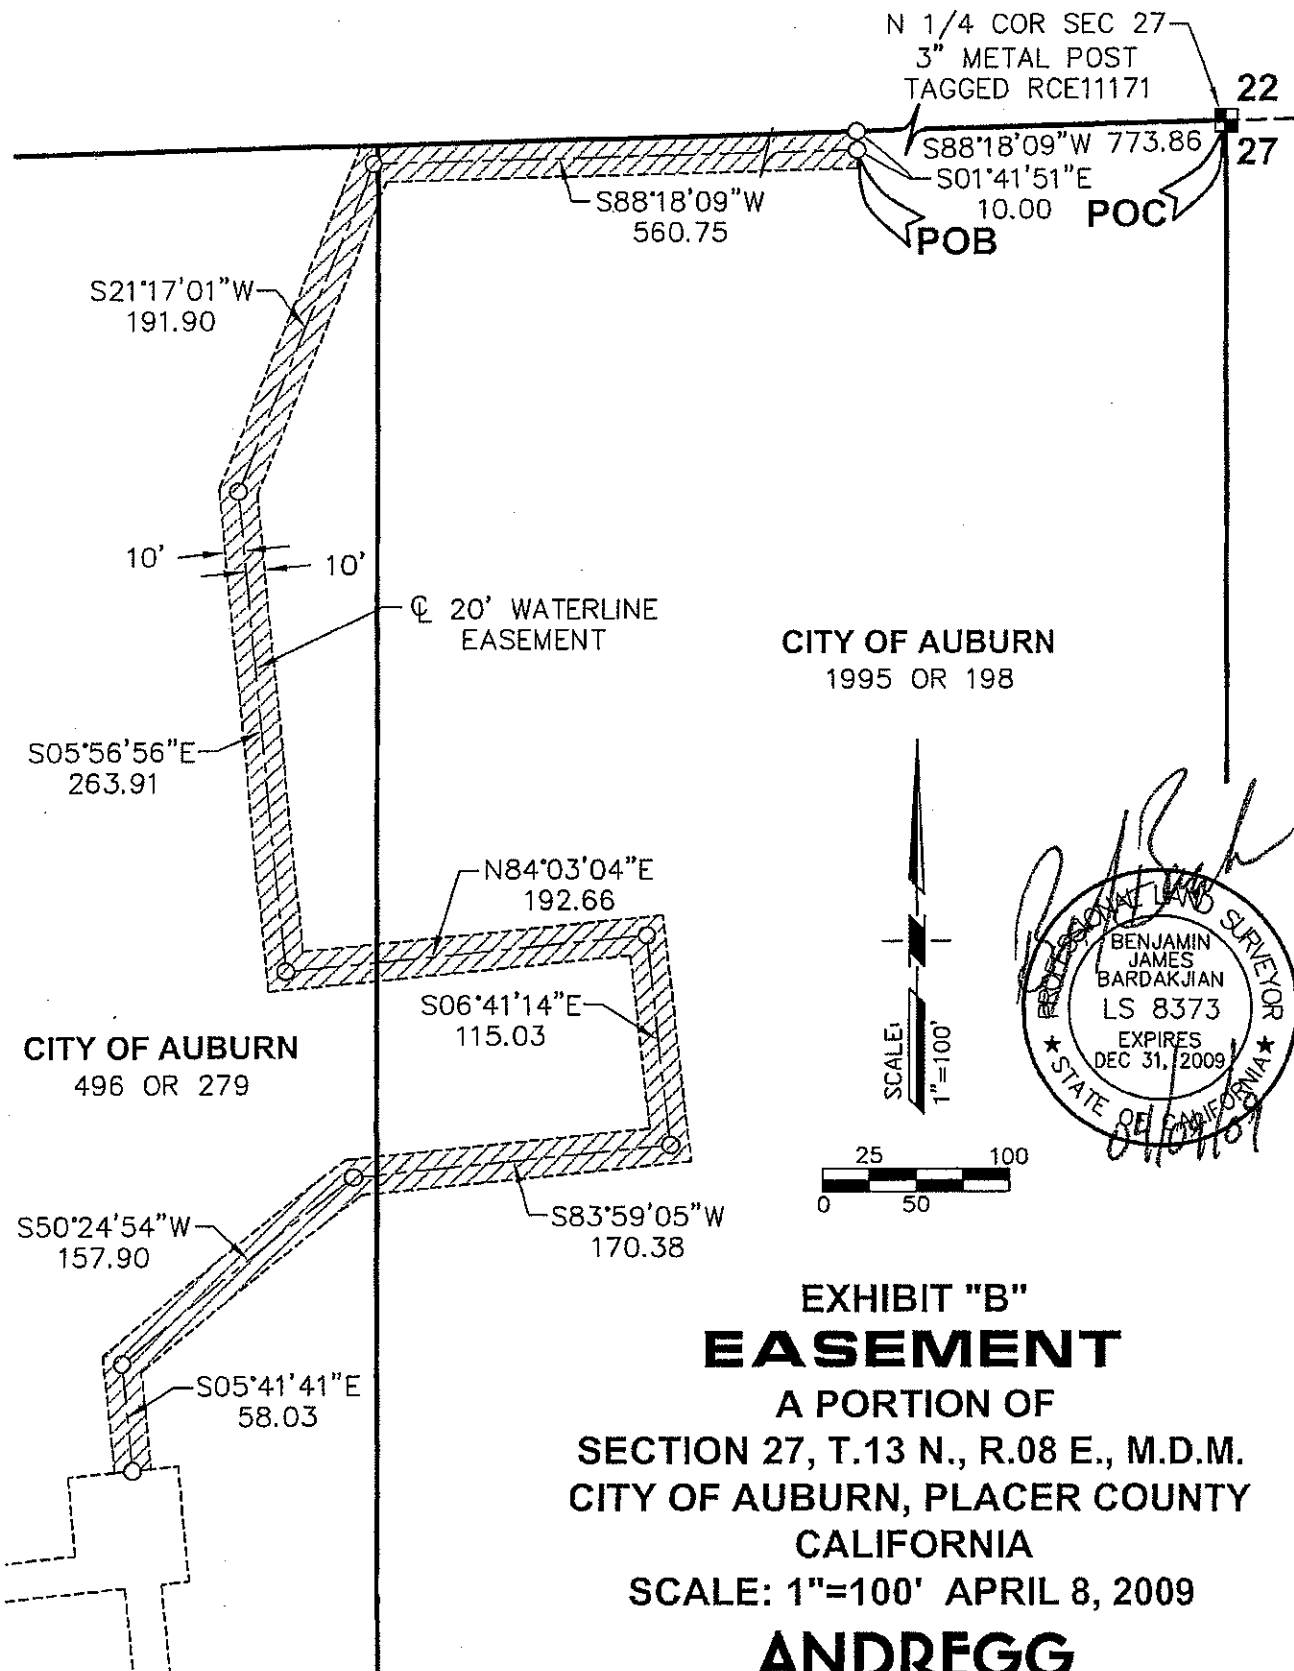 N 1/4 COR SEC 27
3" METAL POST
TAGGED RCE11171
22
27
S88°18'09"W 773.86
S01°41'51"E
10.00
POC
POB
S88°18'09"W
560.75
S21°17'01"W
191.90
10'
10'
℄ 20' WATERLINE
EASEMENT
CITY OF AUBURN
1995 OR 198
S05°56'56"E
263.91
N84°03'04"E
192.66
S06°41'14"E
115.03
CITY OF AUBURN
496 OR 279
SCALE:
1"=100'
PROFESSIONAL LAND SURVEYOR
BENJAMIN
JAMES
BARDAKJIAN
LS 8373
EXPIRES
DEC 31, 2009
★ STATE OF CALIFORNIA ★
25
100
0
50
S50°24'54"W
157.90
S83°59'05"W
170.38
S05°41'41"E
58.03
EXHIBIT "B"
EASEMENT
A PORTION OF
SECTION 27, T.13 N., R.08 E., M.D.M.
CITY OF AUBURN, PLACER COUNTY
CALIFORNIA
SCALE: 1"=100' APRIL 8, 2009
ANDREGG